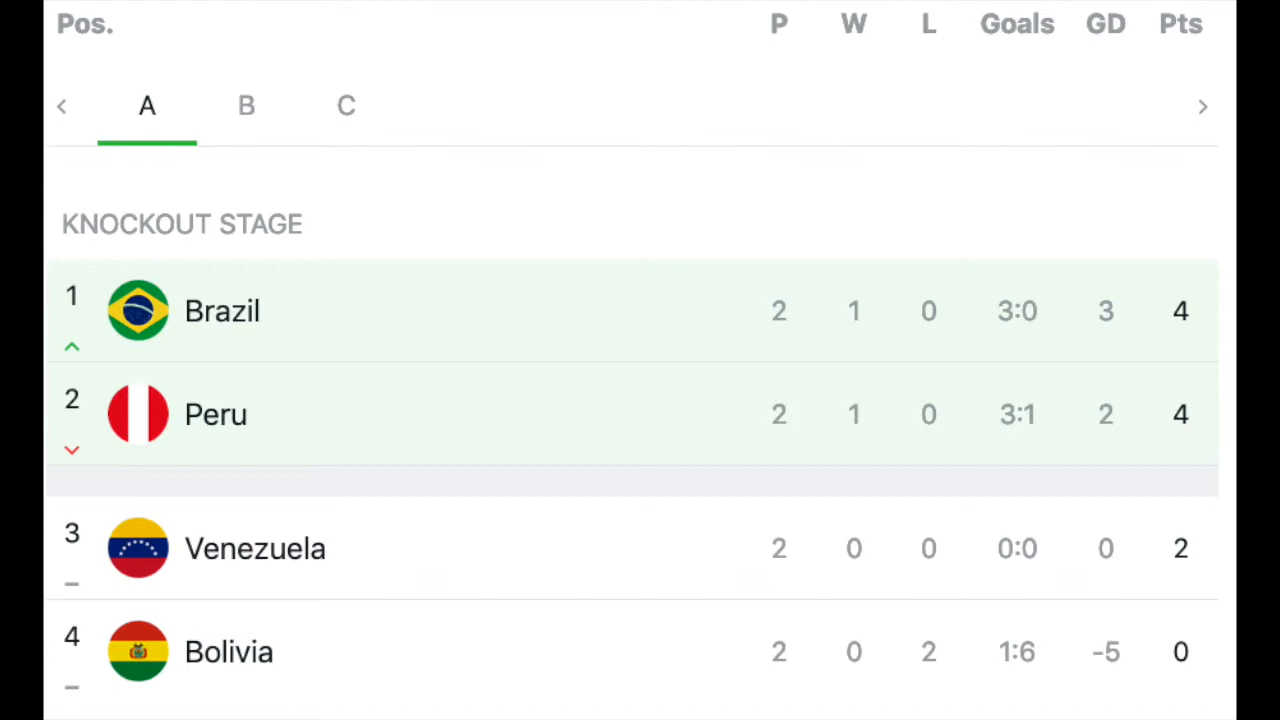 Pos. P W L Goals GD Pts
A B C
KNOCKOUT STAGE
1 Brazil 2 1 0 3:0 3 4
2 Peru 2 1 0 3:1 2 4
3 Venezuela 2 0 0 0:0 0 2
4 Bolivia 2 0 2 1:6 -5 0